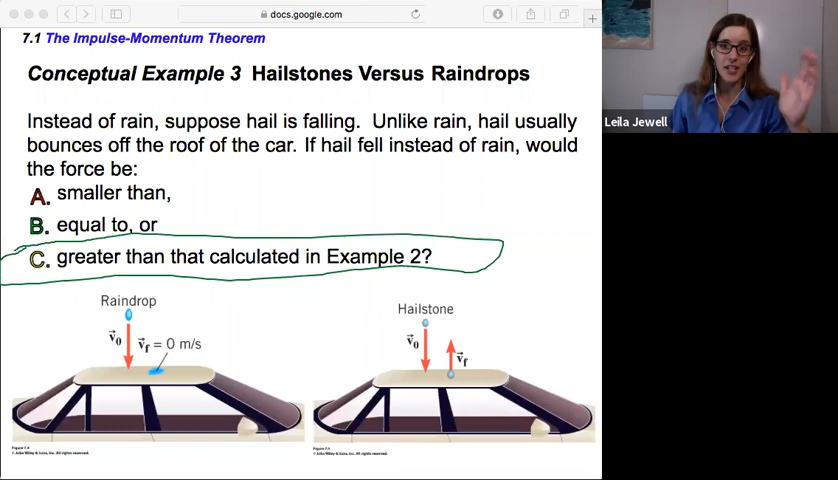 docs.google.com
7.1 The Impulse-Momentum Theorem
Conceptual Example 3 Hailstones Versus Raindrops
Instead of rain, suppose hail is falling. Unlike rain, hail usually
bounces off the roof of the car. If hail fell instead of rain, would
the force be:
A. smaller than,
B. equal to, or
C. greater than that calculated in Example 2?
Raindrop
v0
vf = 0 m/s
Hailstone
v0
vf
Leila Jewell